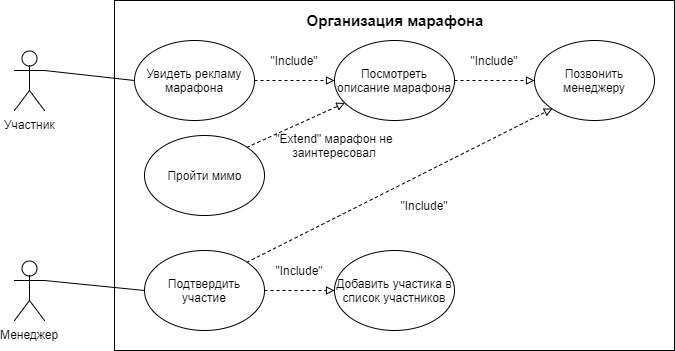 Организация марафона
Увидеть рекламу
марафона
"Include"
Посмотреть
описание марафона
"Include"
Позвонить
менеджеру
Участник
"Extend" марафон не
заинтересовал
Пройти мимо
"Include"
Подтвердить
участие
"Include"
Добавить участика в
список участников
Менеджер